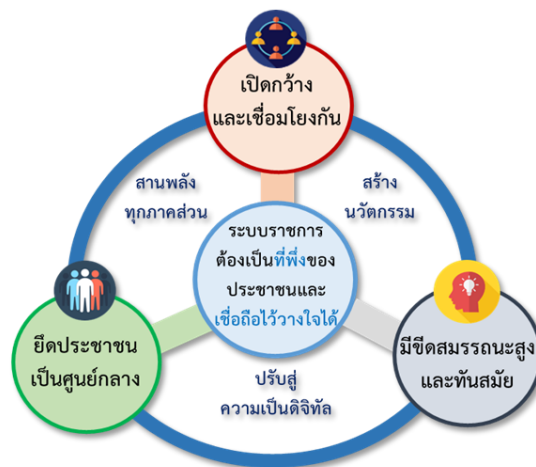 เปิดกว้าง
และเชื่อมโยงกัน
สานพลัง
ทุกภาคส่วน
สร้าง
นวัตกรรม
ระบบราชการ
ต้องเป็นที่พึ่งของ
ประชาชนและ
เชื่อถือไว้วางใจได้
ยึดประชาชน
เป็นศูนย์กลาง
มีขีดสมรรถนะสูง
และทันสมัย
ปรับสู่
ความเป็นดิจิทัล